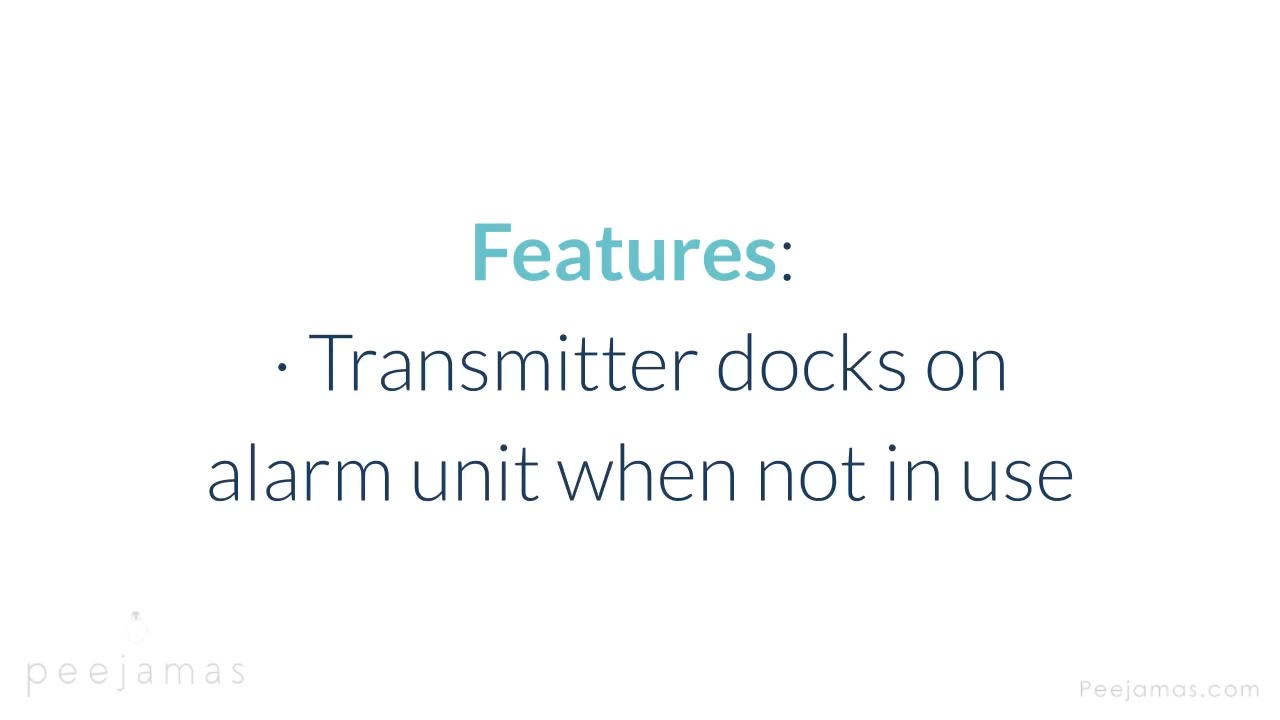 Features:
· Transmitter docks on
alarm unit when not in use
peejamas
Peejamas.com